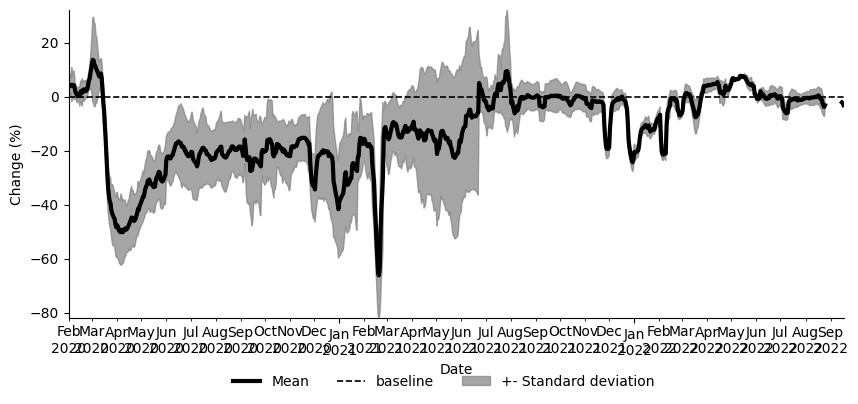 20
0
−20
−40
−60
−80
Change (%)
Feb Mar Apr May Jun Jul Aug Sep Oct Nov Dec Jan Feb Mar Apr May Jun Jul Aug Sep Oct Nov Dec Jan Feb Mar Apr May Jun Jul Aug Sep
2020 2020 2020 2020 2020 2020 2020 2020 2020 2020 2020 2021 2021 2021 2021 2021 2021 2021 2021 2021 2021 2021 2021 2022 2022 2022 2022 2022 2022 2022 2022 2022
Date
Mean baseline +- Standard deviation